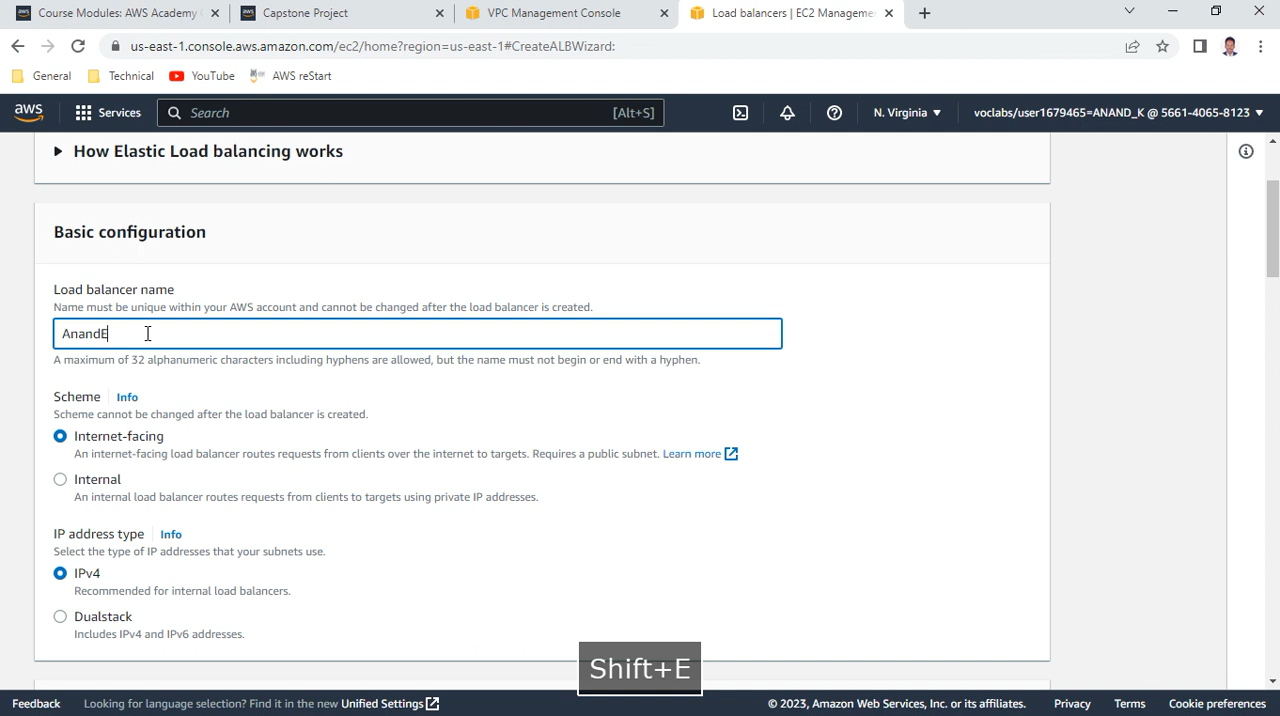 Course Modules: AWS Academy
Capstone Project
VPC Management Console
Load balancers | EC2 Manageme
us-east-1.console.aws.amazon.com/ec2/home?region=us-east-1#CreateALBWizard:
General
Technical
YouTube
AWS reStart
aws
Services
Search
[Alt+S]
N. Virginia
voclabs/user1679465=ANAND_K @ 5661-4065-8123
How Elastic Load balancing works
Basic configuration
Load balancer name
Name must be unique within your AWS account and cannot be changed after the load balancer is created.
AnandE
A maximum of 32 alphanumeric characters including hyphens are allowed, but the name must not begin or end with a hyphen.
Scheme Info
Scheme cannot be changed after the load balancer is created.
Internet-facing
An internet-facing load balancer routes requests from clients over the internet to targets. Requires a public subnet. Learn more
Internal
An internal load balancer routes requests from clients to targets using private IP addresses.
IP address type Info
Select the type of IP addresses that your subnets use.
IPv4
Recommended for internal load balancers.
Dualstack
Includes IPv4 and IPv6 addresses.
Shift+E
Feedback
Looking for language selection? Find it in the new Unified Settings
© 2023, Amazon Web Services, Inc. or its affiliates.
Privacy
Terms
Cookie preferences